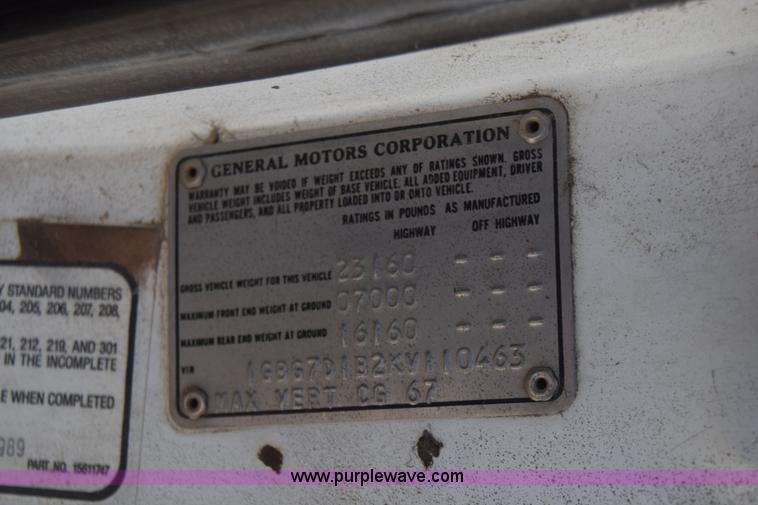 GENERAL MOTORS CORPORATION
WARRANTY MAY BE VOIDED IF WEIGHT EXCEEDS ANY OF RATINGS SHOWN. GROSS
VEHICLE WEIGHT INCLUDES WEIGHT OF BASE VEHICLE, ALL ADDED EQUIPMENT, DRIVER
AND PASSENGERS, AND ALL PROPERTY LOADED INTO OR ONTO VEHICLE.
RATINGS IN POUNDS AS MANUFACTURED
HIGHWAY OFF HIGHWAY
GROSS VEHICLE WEIGHT FOR THIS VEHICLE 23160 - - -
MAXIMUM FRONT END WEIGHT AT GROUND 07000 - - -
MAXIMUM REAR END WEIGHT AT GROUND 16160 - - -
VIN 1GBG7D1B2KV110463
MAX VERT CG 67
Y STANDARD NUMBERS
04, 205, 206, 207, 208,
21, 212, 219, AND 301
IN THE INCOMPLETE
E WHEN COMPLETED
989
PART NO. 15611747
www.purplewave.com